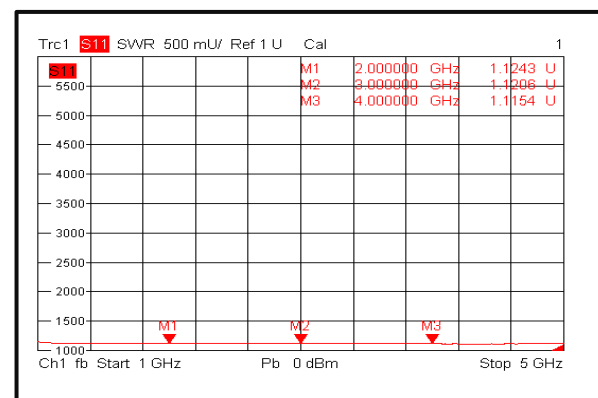 Trc1 S11 SWR 500 mU/ Ref 1 U Cal 1
S11
M1 2.000000 GHz 1.1243 U
M2 3.000000 GHz 1.1206 U
M3 4.000000 GHz 1.1154 U
5500
5000
4500
4000
3500
3000
2500
2000
1500
M1 M2 M3
1000
Ch1 fb Start 1 GHz Pb 0 dBm Stop 5 GHz